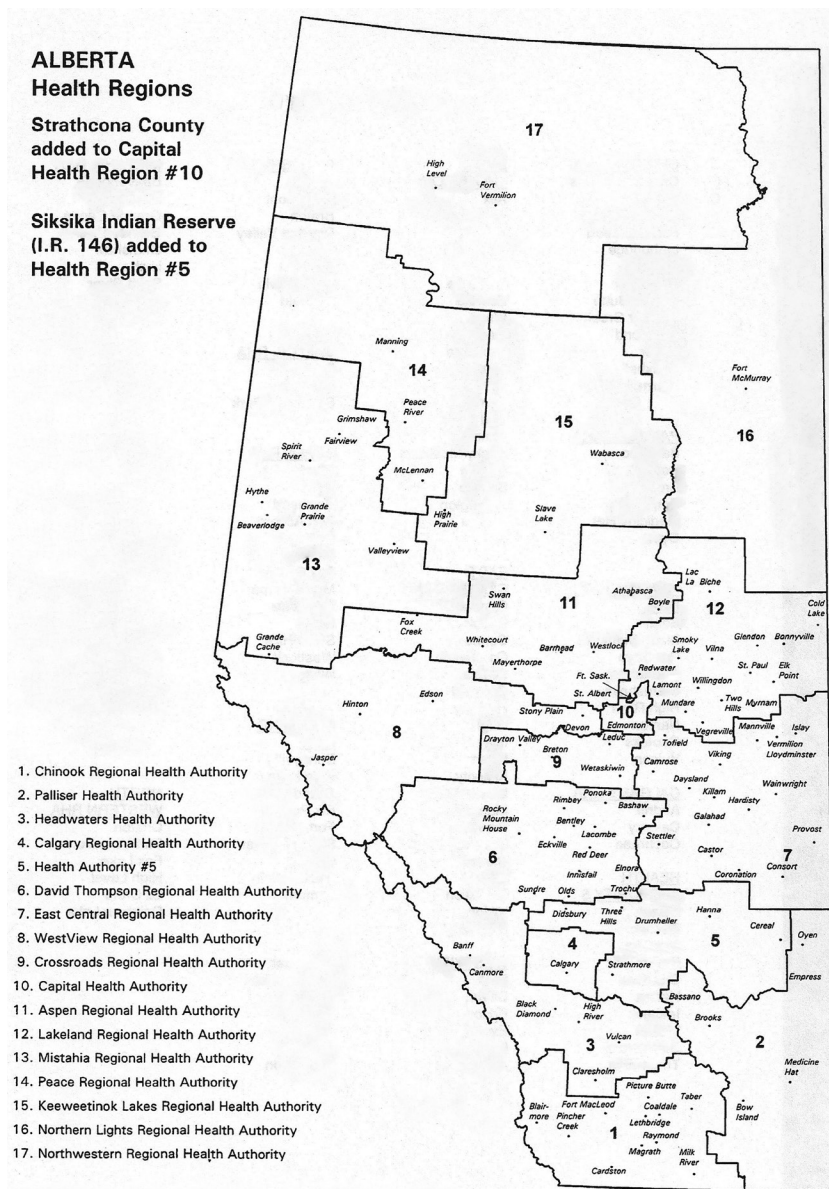 ALBERTA
Health Regions
Strathcona County
added to Capital
Health Region #10
Siksika Indian Reserve
(I.R. 146) added to
Health Region #5
17
High
Level
Fort
Vermilion
Manning
14
Peace
River
Fort
McMurray
16
15
Grimshaw
Fairview
Spirit
River
McLennan
Wabasca
Hythe
Beaverlodge
Grande
Prairie
High
Prairie
Slave
Lake
Valleyview
13
Swan
Hills
11
Athabasca
Boyle
Lac
La Biche
12
Cold
Lake
Fox
Creek
Grande
Cache
Whitecourt
Barrhead
Westlock
Mayerthorpe
Smoky
Lake
Vilna
Glendon
Bonnyville
Redwater
St. Paul
Elk
Point
Ft. Sask.
Lamont
Willingdon
St. Albert
Two
Hills
Myrnam
Mundare
Edson
Hinton
8
Jasper
Stony Plain
Devon
10
Edmonton
Vegreville
Mannville
Islay
Drayton Valley
Breton
9
Leduc
Wetaskiwin
Tofield
Viking
Vermilion
Lloydminster
Camrose
Daysland
Killam
Wainwright
Hardisty
Rocky
Mountain
House
Rimbey
Ponoka
Bashaw
Bentley
Lacombe
Eckville
Red Deer
6
Innisfail
Elnora
Stettler
Galahad
Castor
Provost
7
Coronation
Consort
Sundre
Olds
Trochu
Didsbury
Three
Hills
Drumheller
Hanna
Cereal
5
Oyen
Empress
Banff
Canmore
4
Calgary
Strathmore
Bassano
Brooks
2
Black
Diamond
High
River
Vulcan
3
Claresholm
Medicine
Hat
Bow
Island
Picture Butte
Taber
Blair-
more
Fort MacLeod
Pincher
Creek
Coaldale
Lethbridge
1
Raymond
Magrath
Milk
River
Cardston
1. Chinook Regional Health Authority
2. Palliser Health Authority
3. Headwaters Health Authority
4. Calgary Regional Health Authority
5. Health Authority #5
6. David Thompson Regional Health Authority
7. East Central Regional Health Authority
8. WestView Regional Health Authority
9. Crossroads Regional Health Authority
10. Capital Health Authority
11. Aspen Regional Health Authority
12. Lakeland Regional Health Authority
13. Mistahia Regional Health Authority
14. Peace Regional Health Authority
15. Keeweetinok Lakes Regional Health Authority
16. Northern Lights Regional Health Authority
17. Northwestern Regional Health Authority